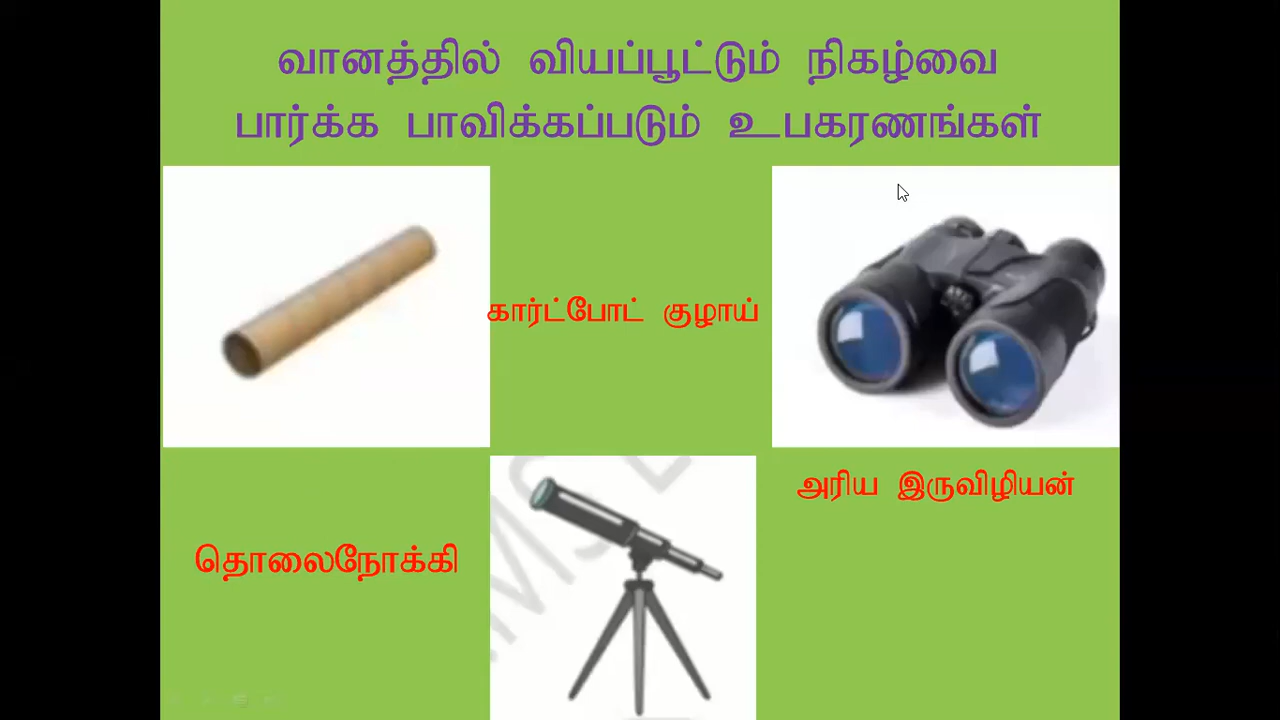 வானத்தில் வியப்பூட்டும் நிகழ்வை
பார்க்க பாவிக்கப்படும் உபகரணங்கள்
கார்ட்போட் குழாய்
அரிய இருவிழியன்
தொலைநோக்கி